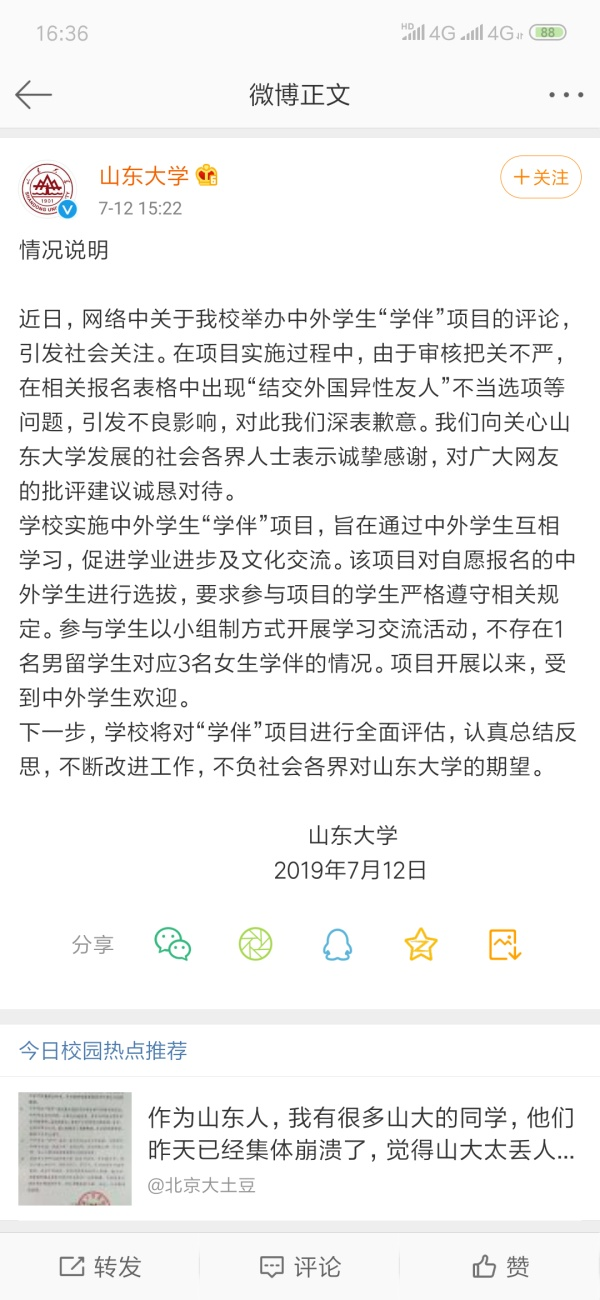 16:36
HD 4G 4G 88
微博正文
山东大学
+关注
7-12 15:22
情况说明
近日，网络中关于我校举办中外学生“学伴”项目的评论，
引发社会关注。在项目实施过程中，由于审核把关不严，
在相关报名表格中出现“结交外国异性友人”不当选项等
问题，引发不良影响，对此我们深表歉意。我们向关心山
东大学发展的社会各界人士表示诚挚感谢，对广大网友
的批评建议诚恳对待。
学校实施中外学生“学伴”项目，旨在通过中外学生互相
学习，促进学业进步及文化交流。该项目对自愿报名的中
外学生进行选拔，要求参与项目的学生严格遵守相关规
定。参与学生以小组制方式开展学习交流活动，不存在1
名男留学生对应3名女生学伴的情况。项目开展以来，受
到中外学生欢迎。
下一步，学校将对“学伴”项目进行全面评估，认真总结反
思，不断改进工作，不负社会各界对山东大学的期望。
山东大学
2019年7月12日
分享
今日校园热点推荐
作为山东人，我有很多山大的同学，他们
昨天已经集体崩溃了，觉得山大太丢人...
@北京大土豆
转发
评论
赞